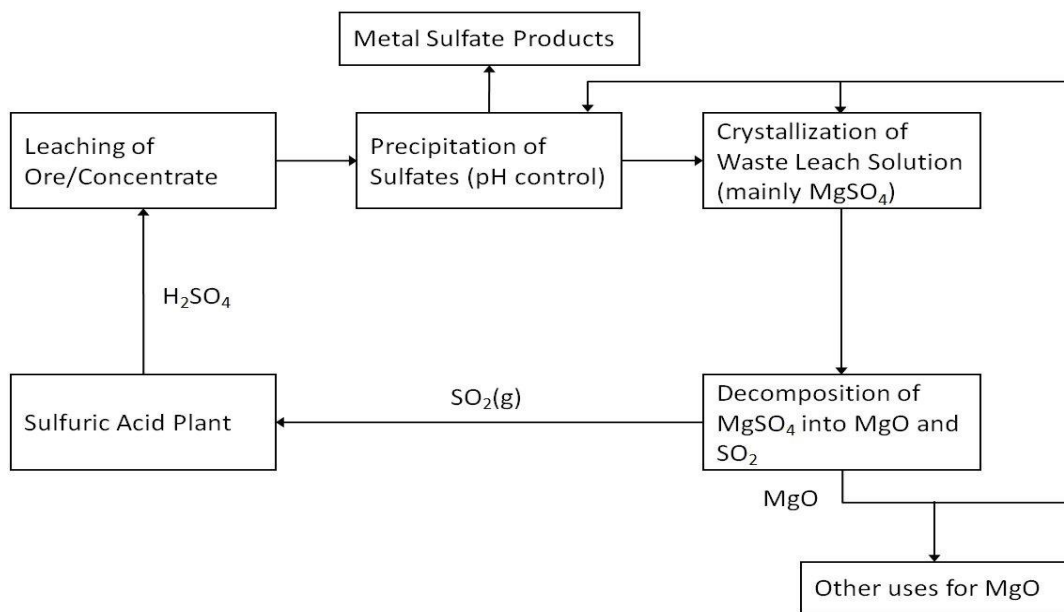 Metal Sulfate Products
Leaching of
Ore/Concentrate
Precipitation of
Sulfates (pH control)
Crystallization of
Waste Leach Solution
(mainly MgSO₄)
H₂SO₄
Sulfuric Acid Plant
SO₂(g)
Decomposition of
MgSO₄ into MgO and
SO₂
MgO
Other uses for MgO